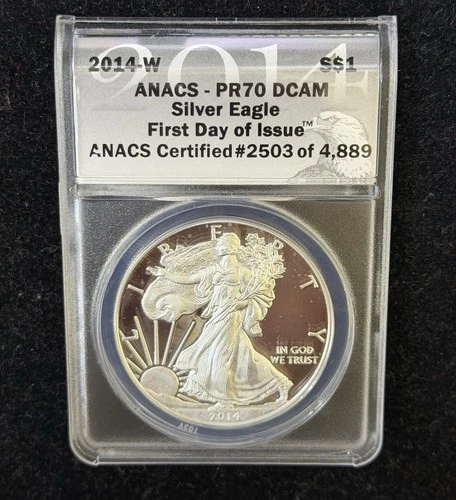 2014
2014-W S$1
ANACS - PR70 DCAM
Silver Eagle
First Day of Issue™
ANACS Certified #2503 of 4,889
LIBERTY
IN GOD
WE TRUST
2014